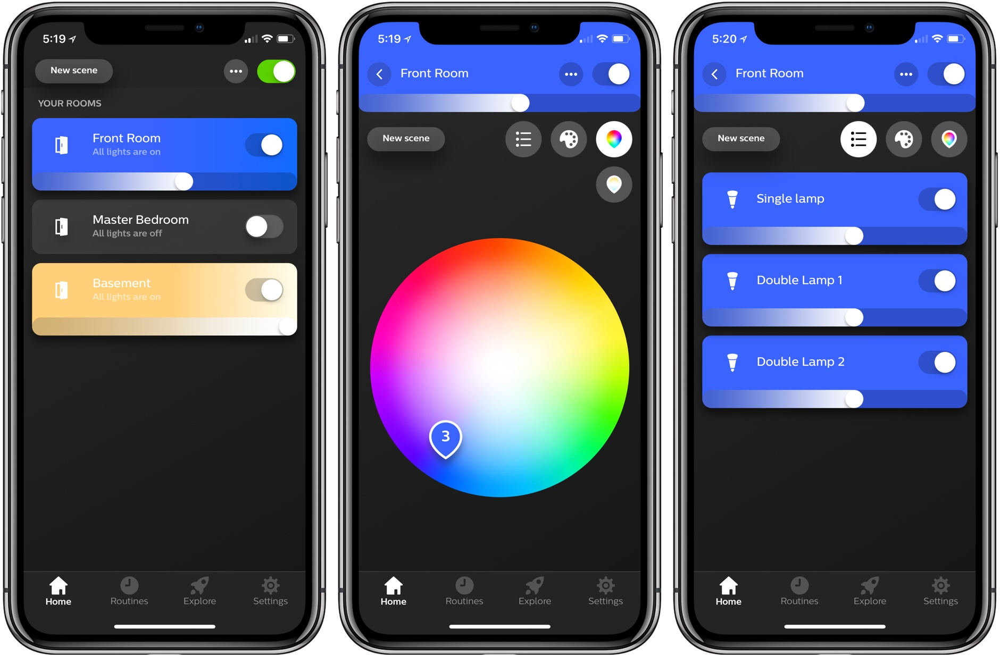 5:19
New scene
YOUR ROOMS
Front Room
All lights are on
Master Bedroom
All lights are off
Basement
All lights are on
Home
Routines
Explore
Settings
5:19
Front Room
New scene
3
Home
Routines
Explore
Settings
5:20
Front Room
New scene
Single lamp
Double Lamp 1
Double Lamp 2
Home
Routines
Explore
Settings